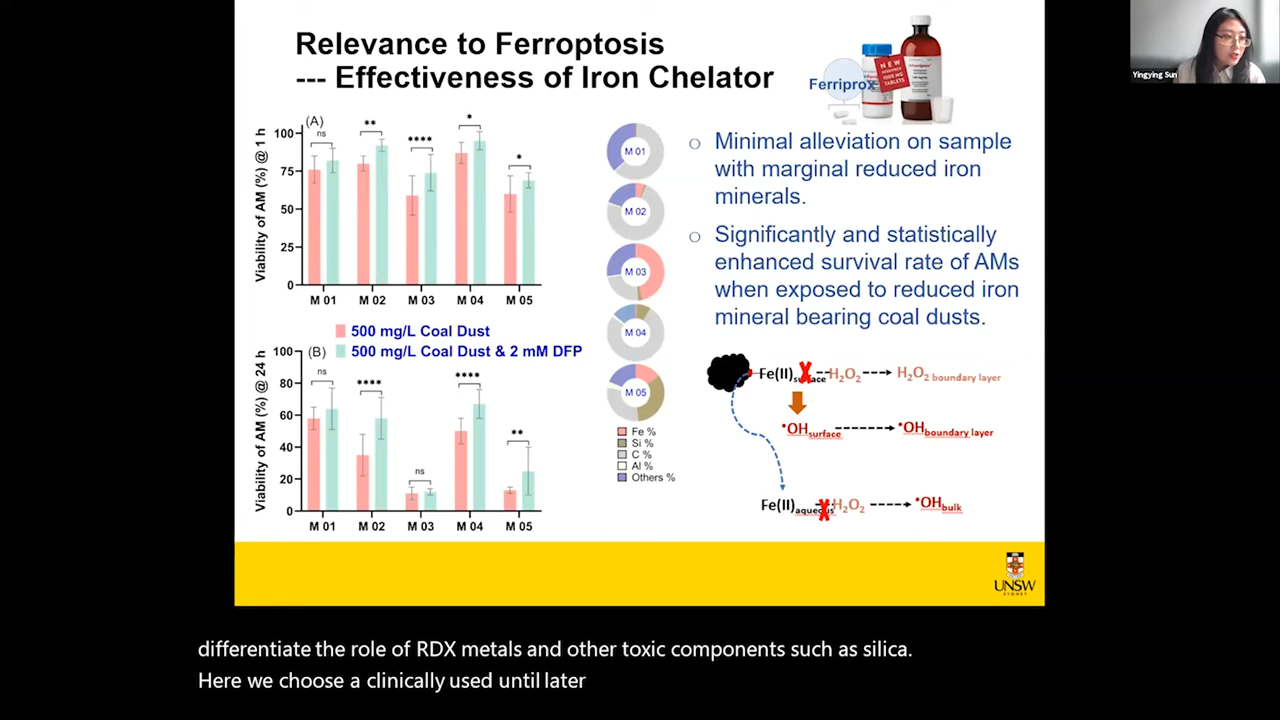 Relevance to Ferroptosis
--- Effectiveness of Iron Chelator
Ferriprox
NEW
TABLETS
Yingying Sun
(A)
Viability of AM (%) @ 1 h
100
75
50
25
0
ns
**
****
*
*
M 01
M 02
M 03
M 04
M 05
500 mg/L Coal Dust
500 mg/L Coal Dust & 2 mM DFP
(B)
Viability of AM (%) @ 24 h
100
80
60
40
20
0
ns
****
ns
****
**
M 01
M 02
M 03
M 04
M 05
M 01
M 02
M 03
M 04
M 05
Fe %
Si %
C %
Al %
Others %
Minimal alleviation on sample
with marginal reduced iron
minerals.
Significantly and statistically
enhanced survival rate of AMs
when exposed to reduced iron
mineral bearing coal dusts.
Fe(II)surface H₂O₂ H₂O₂ boundary layer
•OHsurface •OHboundary layer
Fe(II)aqueous H₂O₂ •OHbulk
UNSW
SYDNEY
differentiate the role of RDX metals and other toxic components such as silica.
Here we choose a clinically used until later